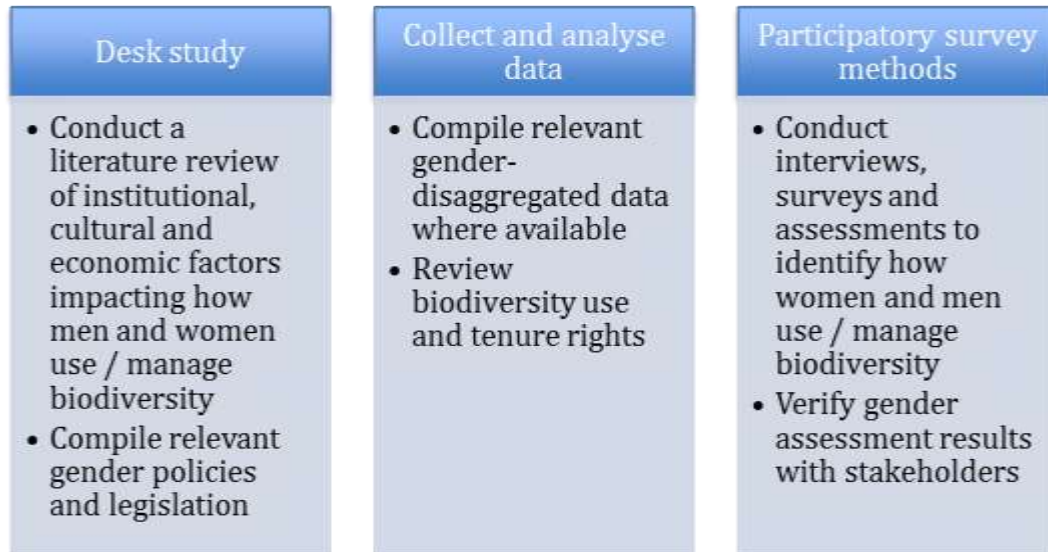 Desk study
• Conduct a
literature review
of institutional,
cultural and
economic factors
impacting how
men and women
use / manage
biodiversity
• Compile relevant
gender policies
and legislation
Collect and analyse
data
• Compile relevant
gender-
disaggregated data
where available
• Review
biodiversity use
and tenure rights
Participatory survey
methods
• Conduct
interviews,
surveys and
assessments to
identify how
women and men
use / manage
biodiversity
• Verify gender
assessment results
with stakeholders